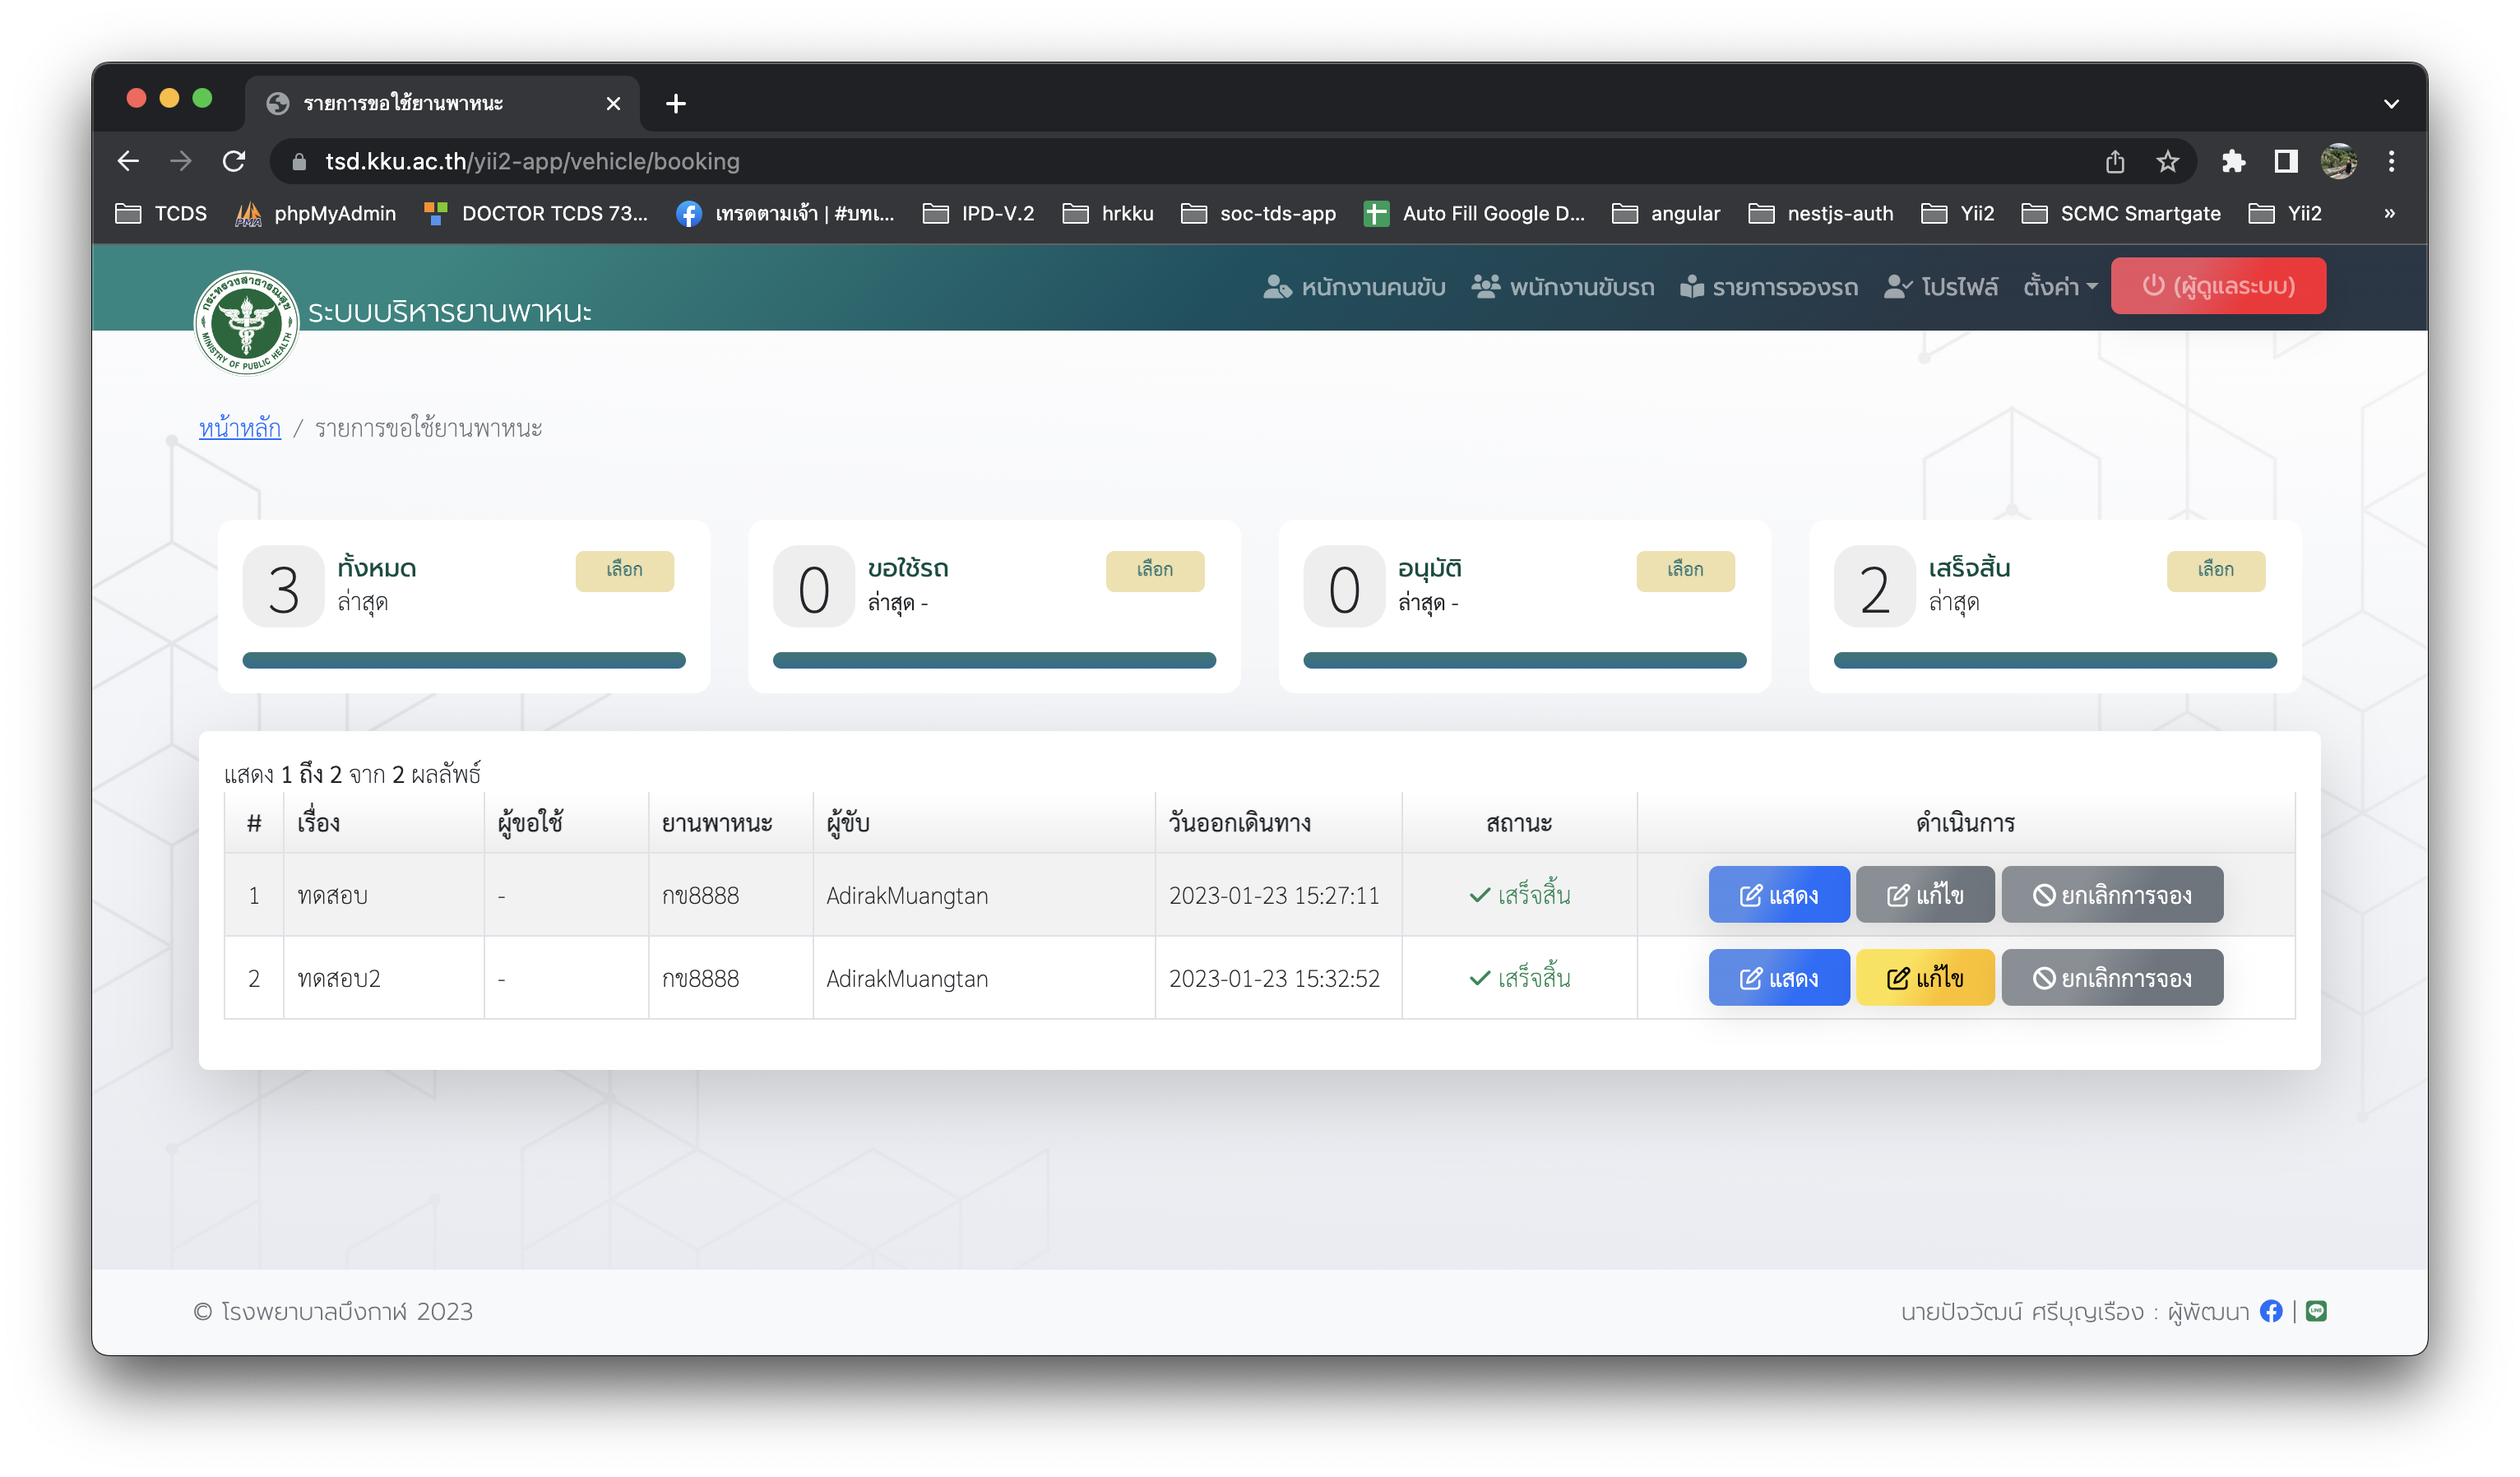 รายการขอใช้ยานพาหนะ
tsd.kku.ac.th/yii2-app/vehicle/booking
TCDS phpMyAdmin DOCTOR TCDS 73... เทรดตามเจ้า | #บทเ... IPD-V.2 hrkku soc-tds-app Auto Fill Google D... angular nestjs-auth Yii2 SCMC Smartgate Yii2 »
กระทรวงสาธารณสุข
MINISTRY OF PUBLIC HEALTH
ระบบบริหารยานพาหนะ
หนักงานคนขับ พนักงานขับรถ รายการจองรถ โปรไฟล์ ตั้งค่า (ผู้ดูแลระบบ)
หน้าหลัก / รายการขอใช้ยานพาหนะ
3 ทั้งหมด เลือก
ล่าสุด
0 ขอใช้รถ เลือก
ล่าสุด -
0 อนุมัติ เลือก
ล่าสุด -
2 เสร็จสิ้น เลือก
ล่าสุด
แสดง 1 ถึง 2 จาก 2 ผลลัพธ์
# เรื่อง ผู้ขอใช้ ยานพาหนะ ผู้ขับ วันออกเดินทาง สถานะ ดำเนินการ
1 ทดสอบ - กข8888 AdirakMuangtan 2023-01-23 15:27:11 เสร็จสิ้น แสดง แก้ไข ยกเลิกการจอง
2 ทดสอบ2 - กข8888 AdirakMuangtan 2023-01-23 15:32:52 เสร็จสิ้น แสดง แก้ไข ยกเลิกการจอง
© โรงพยาบาลบึงกาฬ 2023
นายปัจวัฒน์ ศรีบุญเรือง : ผู้พัฒนา |